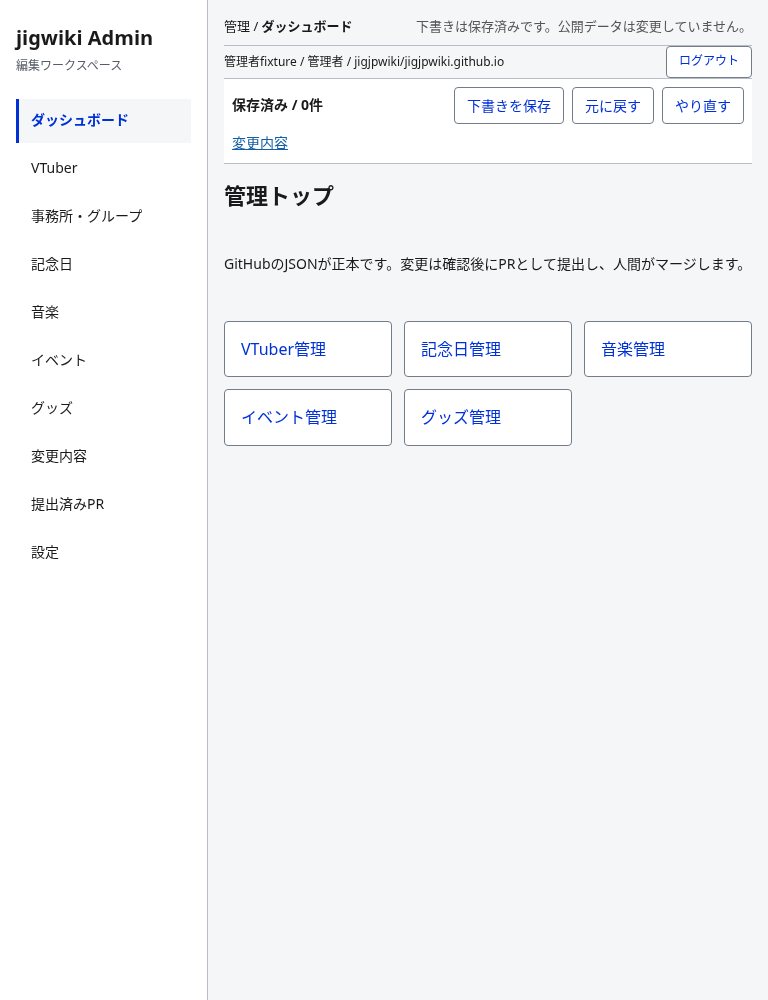 jigwiki Admin
編集ワークスペース
ダッシュボード
VTuber
事務所・グループ
記念日
音楽
イベント
グッズ
変更内容
提出済みPR
設定
管理 / ダッシュボード
下書きは保存済みです。公開データは変更していません。
管理者fixture / 管理者 / jigjpwiki/jigjpwiki.github.io
ログアウト
保存済み / 0件
下書きを保存
元に戻す
やり直す
変更内容
管理トップ
GitHubのJSONが正本です。変更は確認後にPRとして提出し、人間がマージします。
VTuber管理
記念日管理
音楽管理
イベント管理
グッズ管理